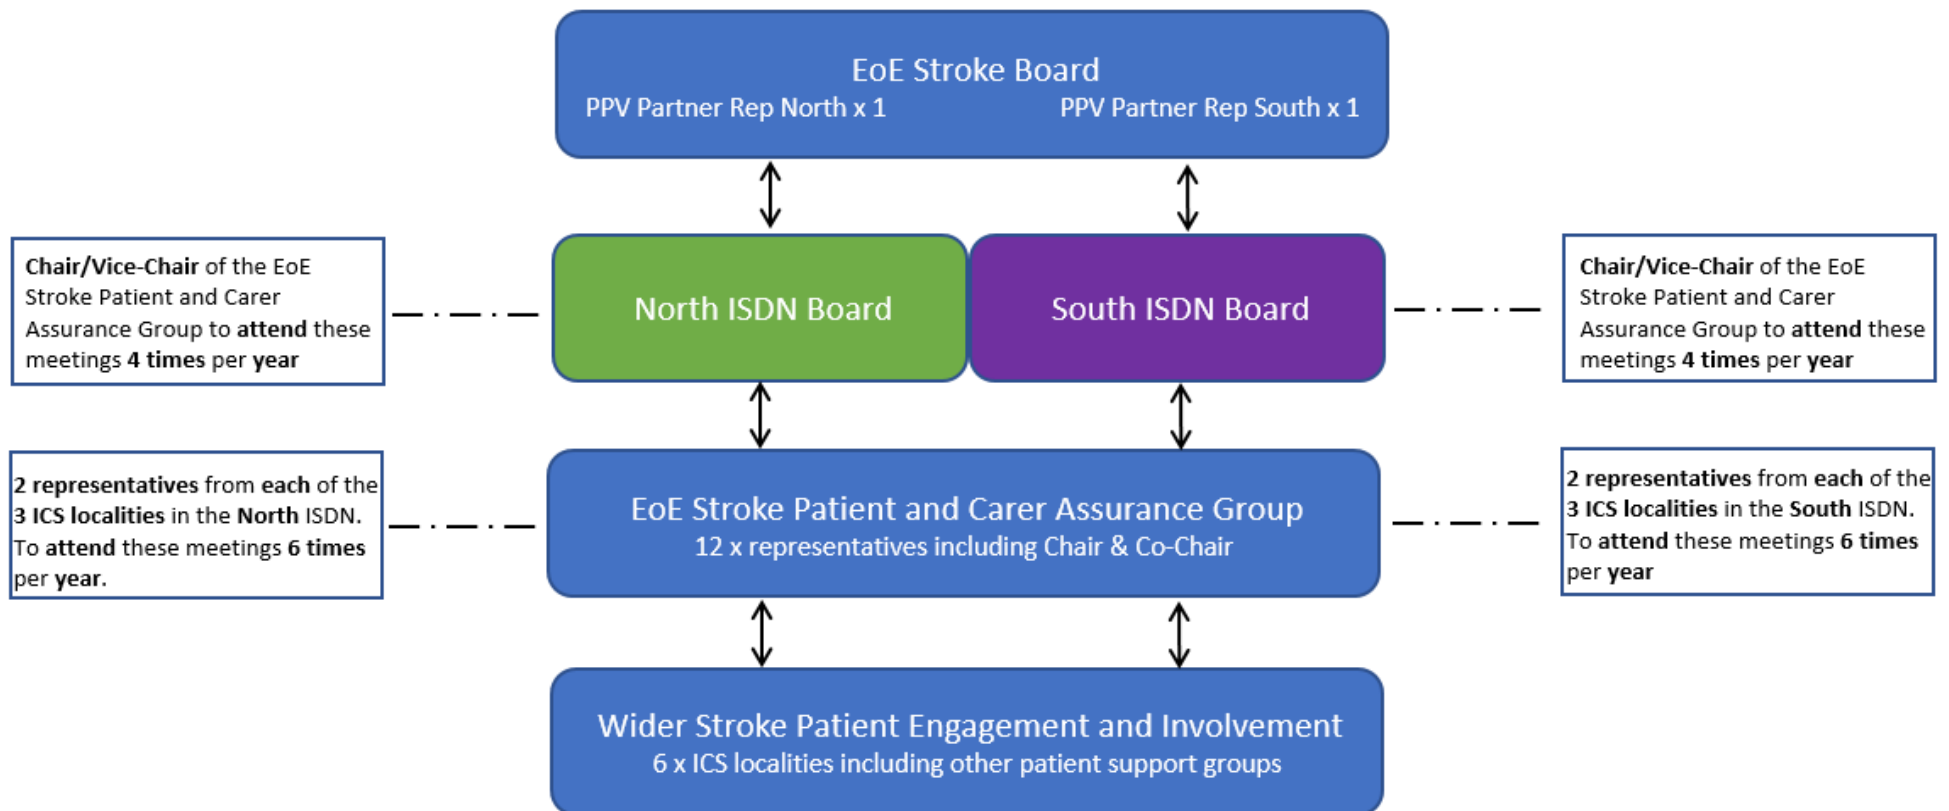 EoE Stroke Board
PPV Partner Rep North x 1
PPV Partner Rep South x 1
Chair/Vice-Chair of the EoE
Stroke Patient and Carer
Assurance Group to attend these
meetings 4 times per year
North ISDN Board
South ISDN Board
Chair/Vice-Chair of the EoE
Stroke Patient and Carer
Assurance Group to attend these
meetings 4 times per year
2 representatives from each of the
3 ICS localities in the North ISDN.
To attend these meetings 6 times
per year.
EoE Stroke Patient and Carer Assurance Group
12 x representatives including Chair & Co-Chair
2 representatives from each of the
3 ICS localities in the South ISDN.
To attend these meetings 6 times
per year
Wider Stroke Patient Engagement and Involvement
6 x ICS localities including other patient support groups